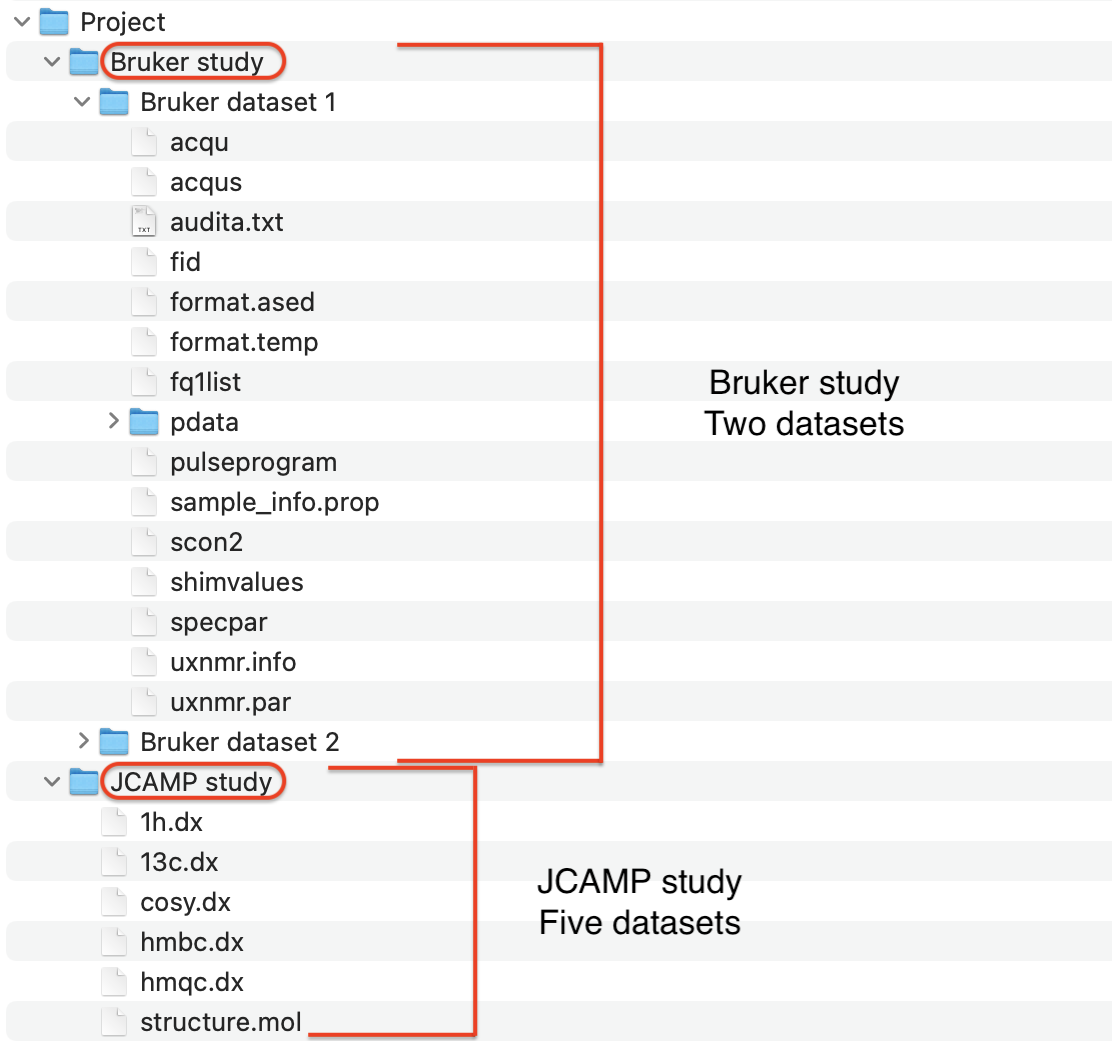 Project
Bruker study
Bruker dataset 1
acqu
acqus
audita.txt
TXT
fid
format.ased
format.temp
fq1list
pdata
pulseprogram
sample_info.prop
scon2
shimvalues
specpar
uxnmr.info
uxnmr.par
Bruker dataset 2
Bruker study
Two datasets
JCAMP study
1h.dx
13c.dx
cosy.dx
hmbc.dx
hmqc.dx
structure.mol
JCAMP study
Five datasets